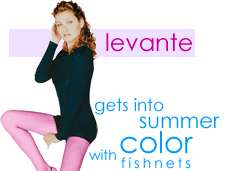 levante
gets into
summer
color
with fishnets